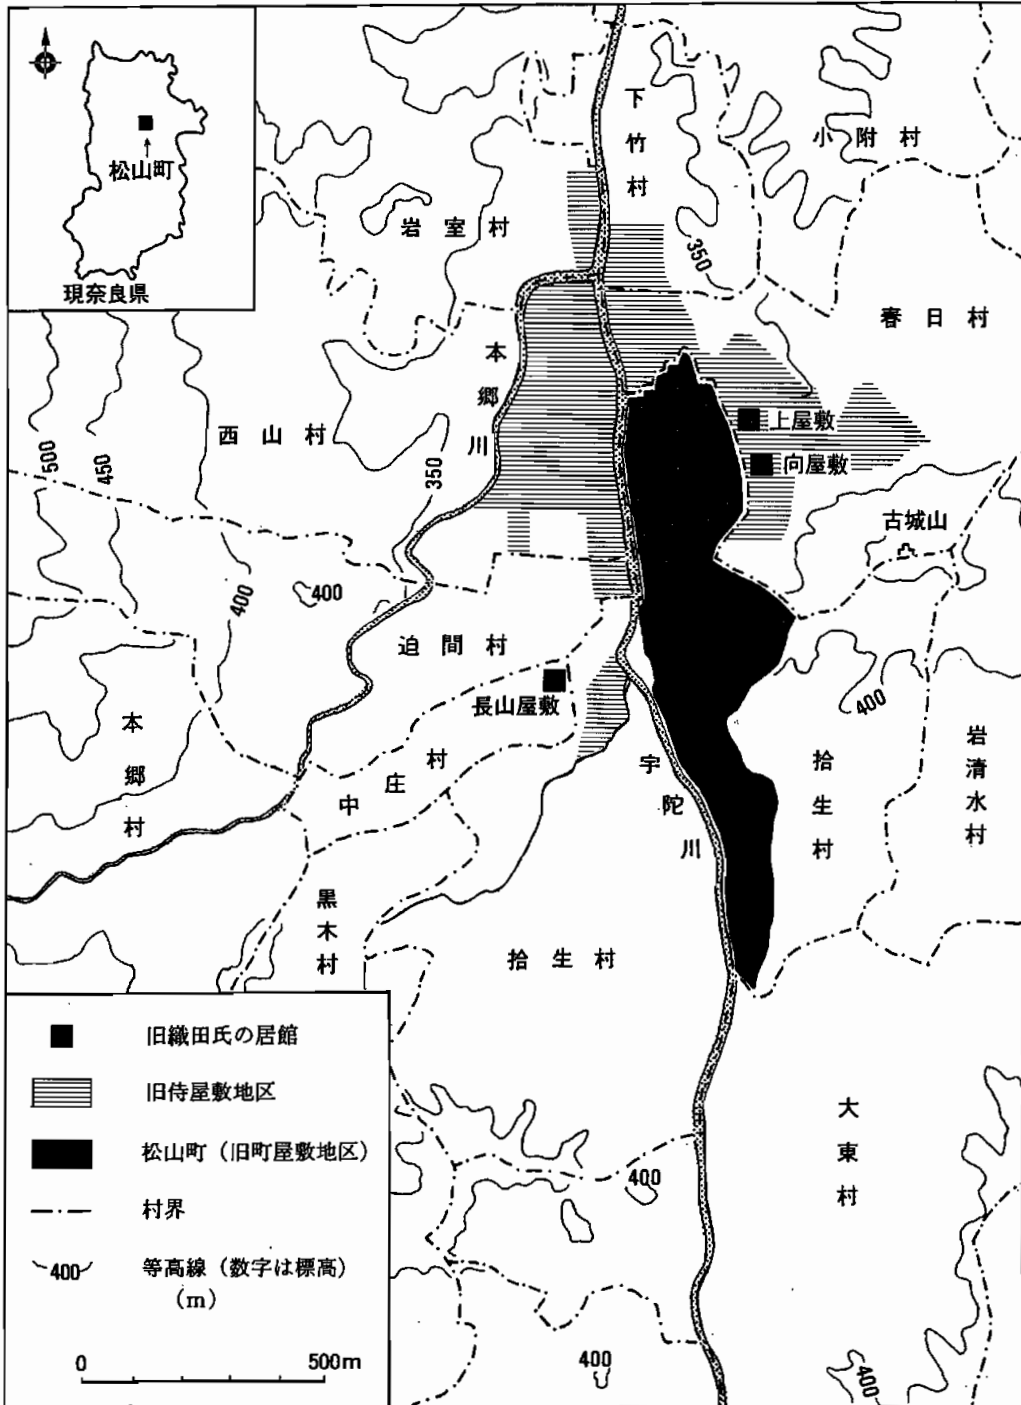 松山町
現奈良県
下竹村
小附村
岩室村
350
春日村
本郷川
上屋敷
西山村
500
450
350
向屋敷
古城山
400
400
迫間村
長山屋敷
400
本郷村
中庄村
宇陀川
拾生村
岩清水村
黒木村
拾生村
旧織田氏の居館
旧侍屋敷地区
松山町（旧町屋敷地区）
村界
400
等高線（数字は標高）
（m）
0
500m
大東村
400
400
400